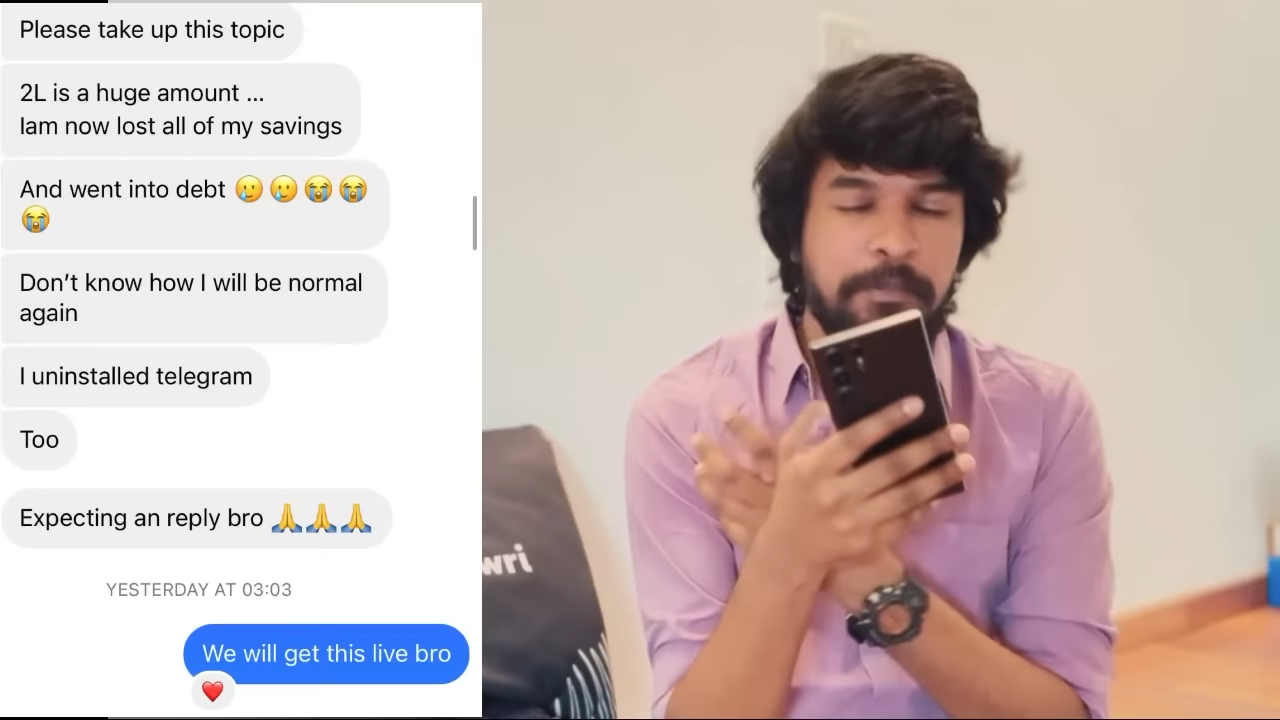 Please take up this topic
2L is a huge amount ...
Iam now lost all of my savings
And went into debt 🥲🥲😭😭
😭
Don't know how I will be normal
again
I uninstalled telegram
Too
Expecting an reply bro 🙏🙏🙏
YESTERDAY AT 03:03
We will get this live bro
❤️
wri